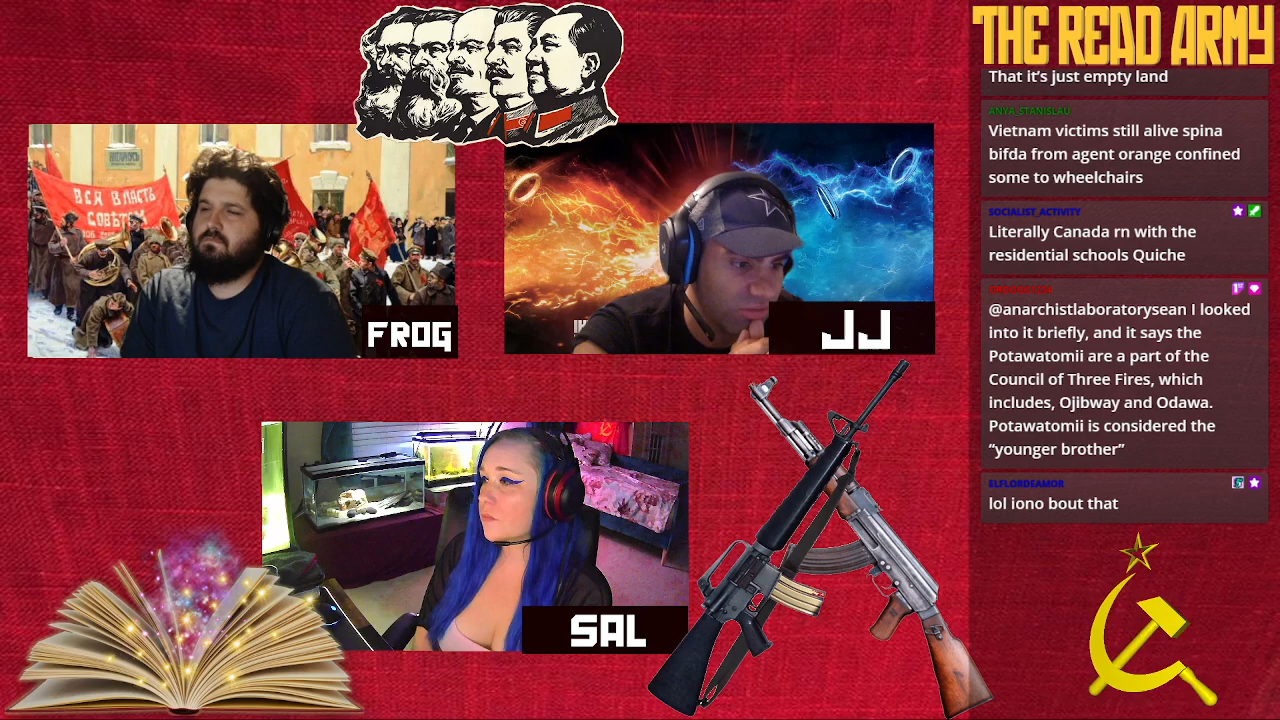 THE READ ARMY
That it's just empty land
ANYA_STANISLAU
Vietnam victims still alive spina
bifda from agent orange confined
some to wheelchairs
SOCIALIST_ACTIVITY
Literally Canada rn with the
residential schools Quiche
@anarchistlaboratorysean I looked
into it briefly, and it says the
Potawatomii are a part of the
Council of Three Fires, which
includes, Ojibway and Odawa.
Potawatomii is considered the
“younger brother”
ELFLORDEAMOR
lol iono bout that
ВСЯ ВЛАСТЬ
СОВѢТАМ
FROG
JJ
SAL